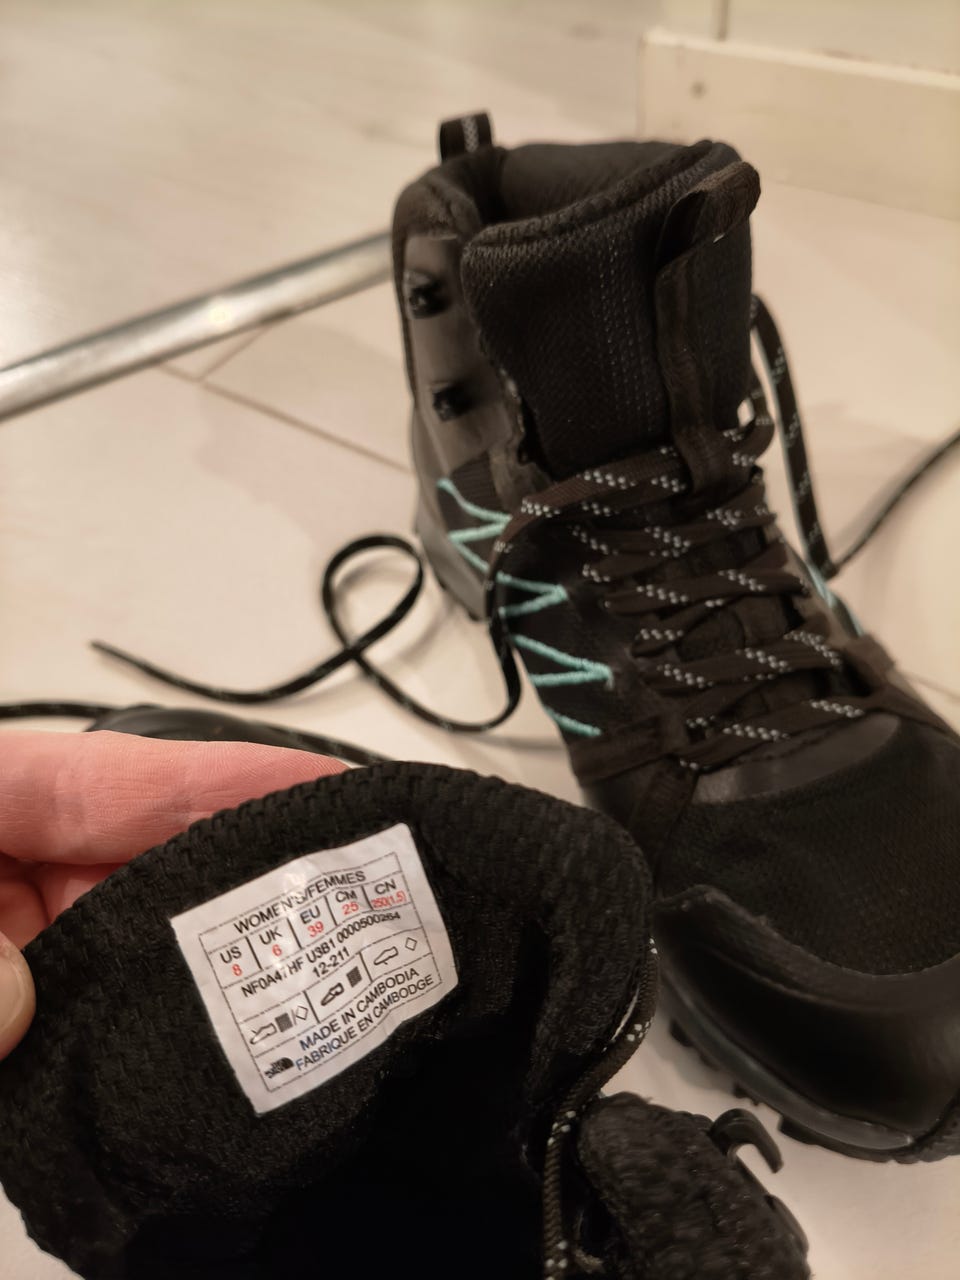 WOMEN'S/FEMMES
US UK EU CM CN
8 6 39 25 250(1.5)
NF0A47HF U3B1 0000500264
12-211
MADE IN CAMBODIA
FABRIQUE EN CAMBODGE